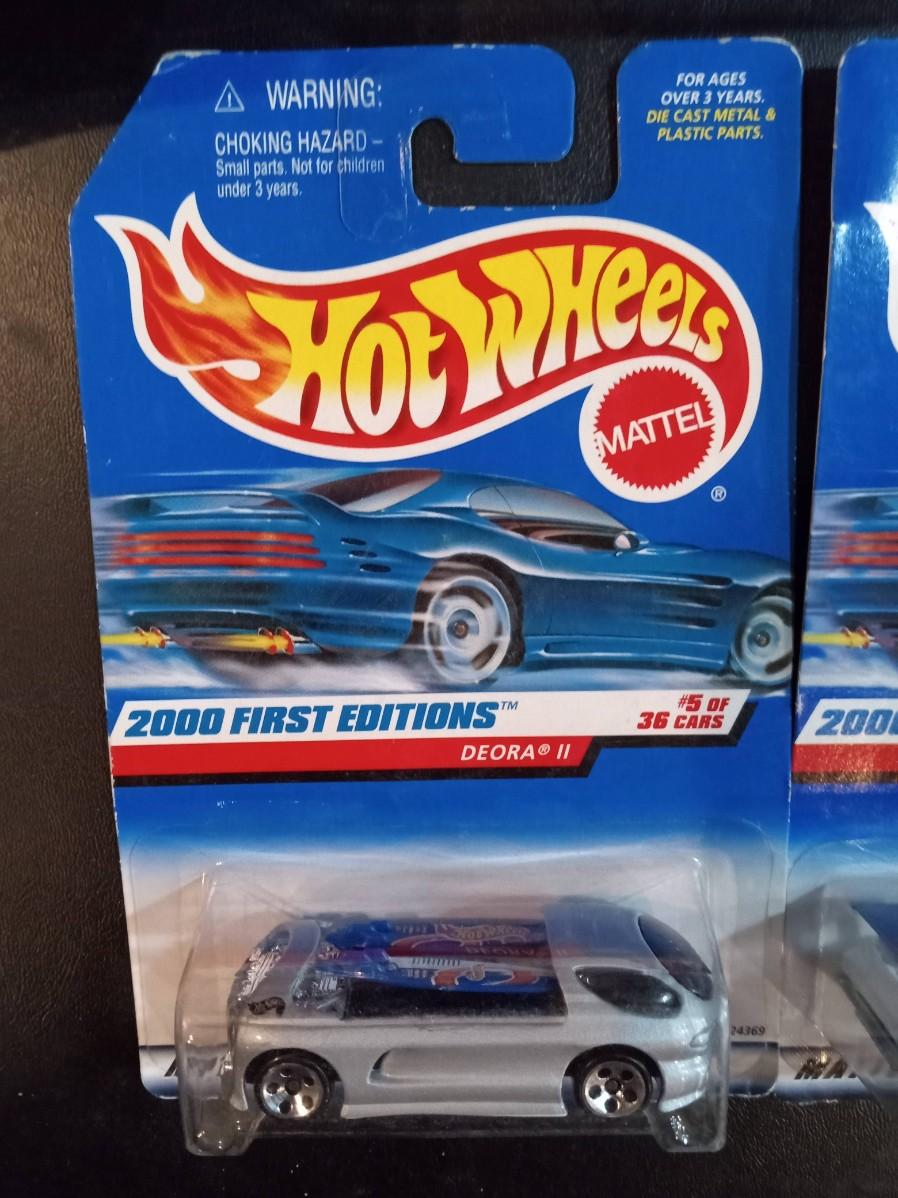 WARNING:
CHOKING HAZARD –
Small parts. Not for children
under 3 years.
FOR AGES
OVER 3 YEARS.
DIE CAST METAL &
PLASTIC PARTS.
HOT WHEELS
MATTEL
®
2000 FIRST EDITIONS™
#5 OF
36 CARS
DEORA® II
2000
24369